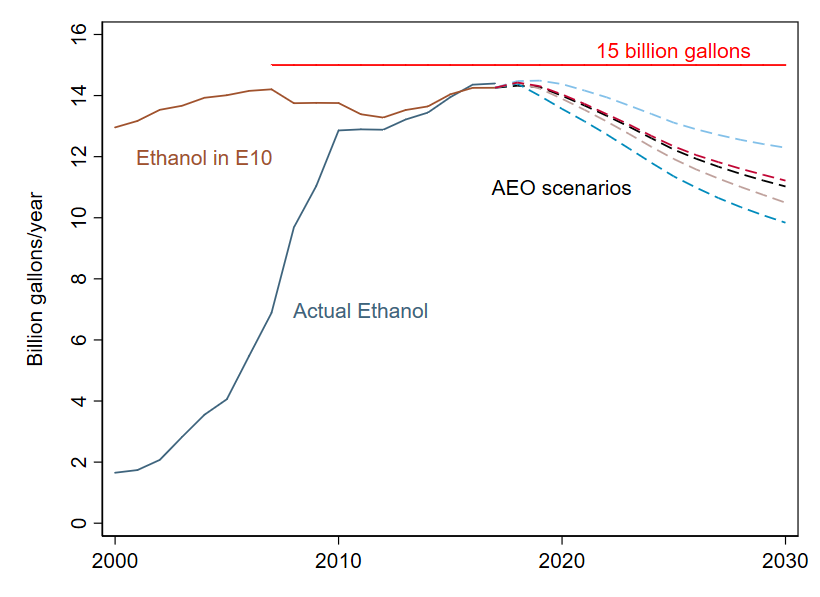 16
15 billion gallons
14
Ethanol in E10
12
AEO scenarios
10
Billion gallons/year
8
Actual Ethanol
6
4
2
0
2000 2010 2020 2030